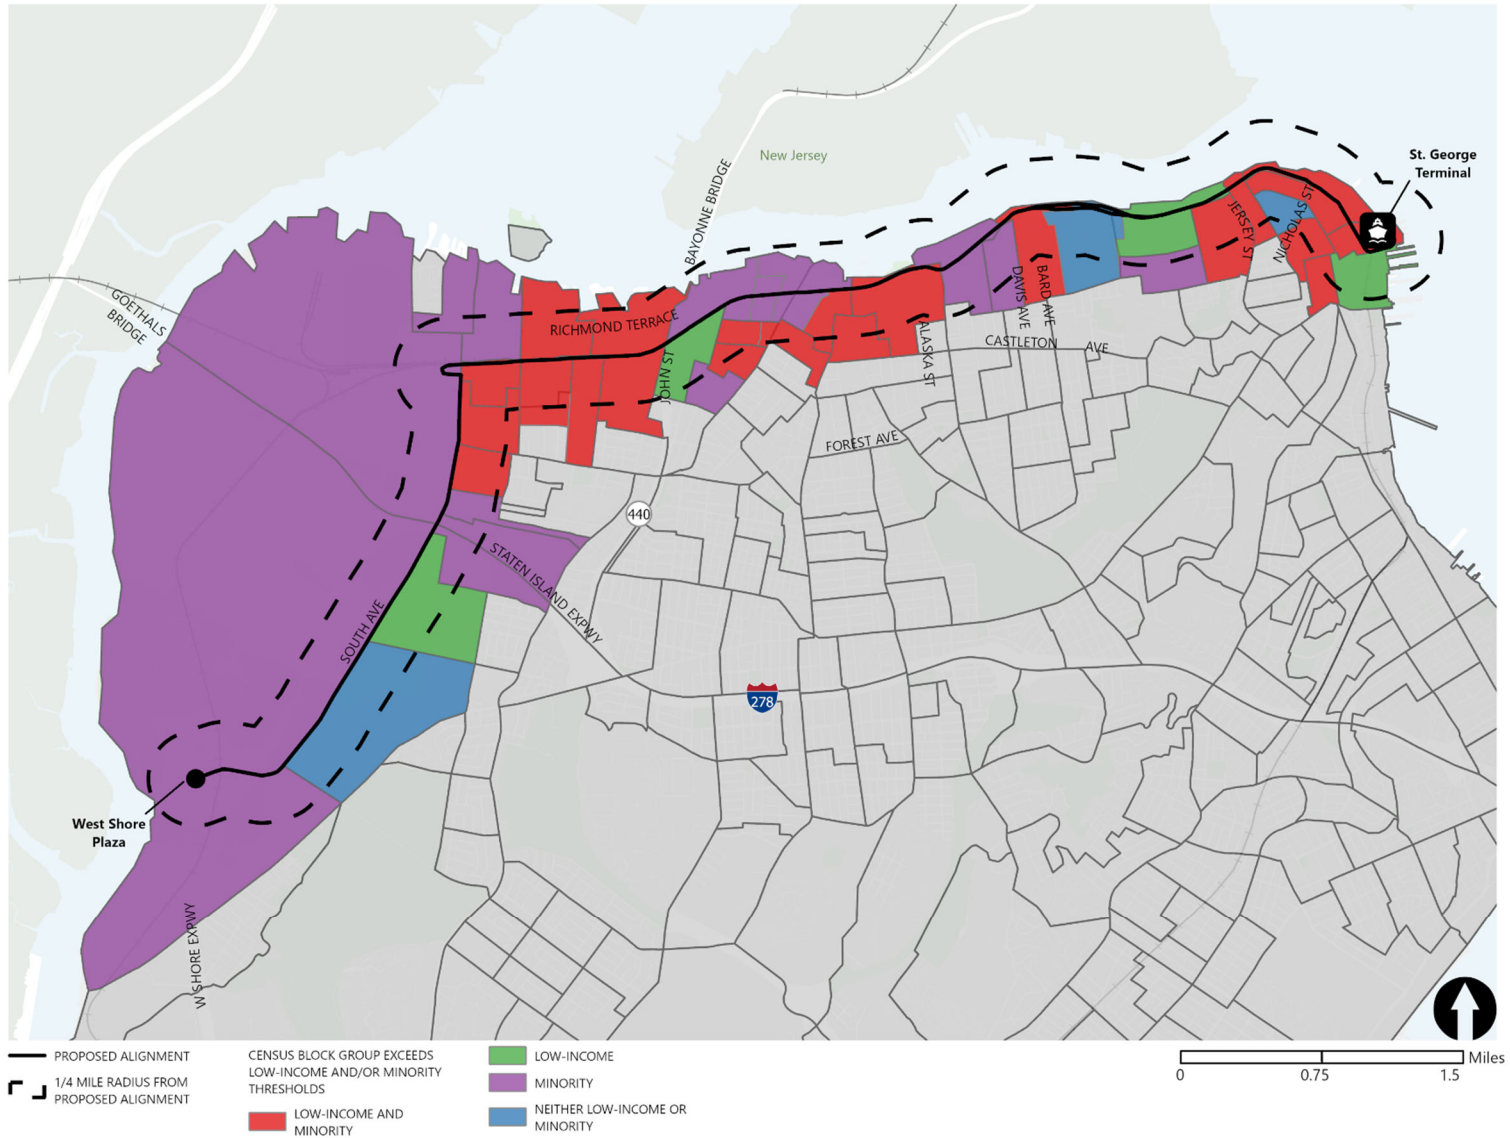 New Jersey
BAYONNE BRIDGE
St. George
Terminal
GOETHALS
BRIDGE
RICHMOND TERRACE
JOHN ST
ALASKA ST
DAVIS AVE
BARD AVE
JERSEY ST
NICHOLAS ST
CASTLETON AVE
FOREST AVE
440
STATEN ISLAND EXPWY
SOUTH AVE
278
West Shore
Plaza
W SHORE EXPWY
PROPOSED ALIGNMENT
1/4 MILE RADIUS FROM
PROPOSED ALIGNMENT
CENSUS BLOCK GROUP EXCEEDS
LOW-INCOME AND/OR MINORITY
THRESHOLDS
LOW-INCOME AND
MINORITY
LOW-INCOME
MINORITY
NEITHER LOW-INCOME OR
MINORITY
Miles
0 0.75 1.5